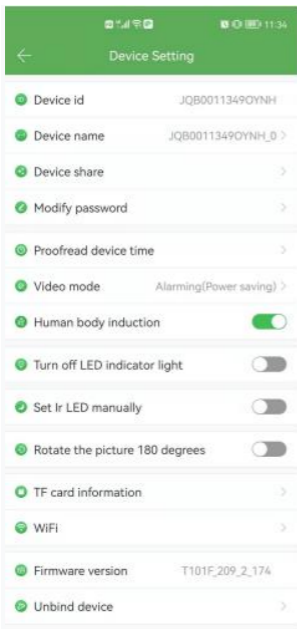 11:34
Device Setting
Device id JQB0011349OYNH
Device name JQB0011349OYNH_0
Device share
Modify password
Proofread device time
Video mode Alarming(Power saving)
Human body induction
Turn off LED indicator light
Set Ir LED manually
Rotate the picture 180 degrees
TF card information
WiFi
Firmware version T101F_209_2_174
Unbind device